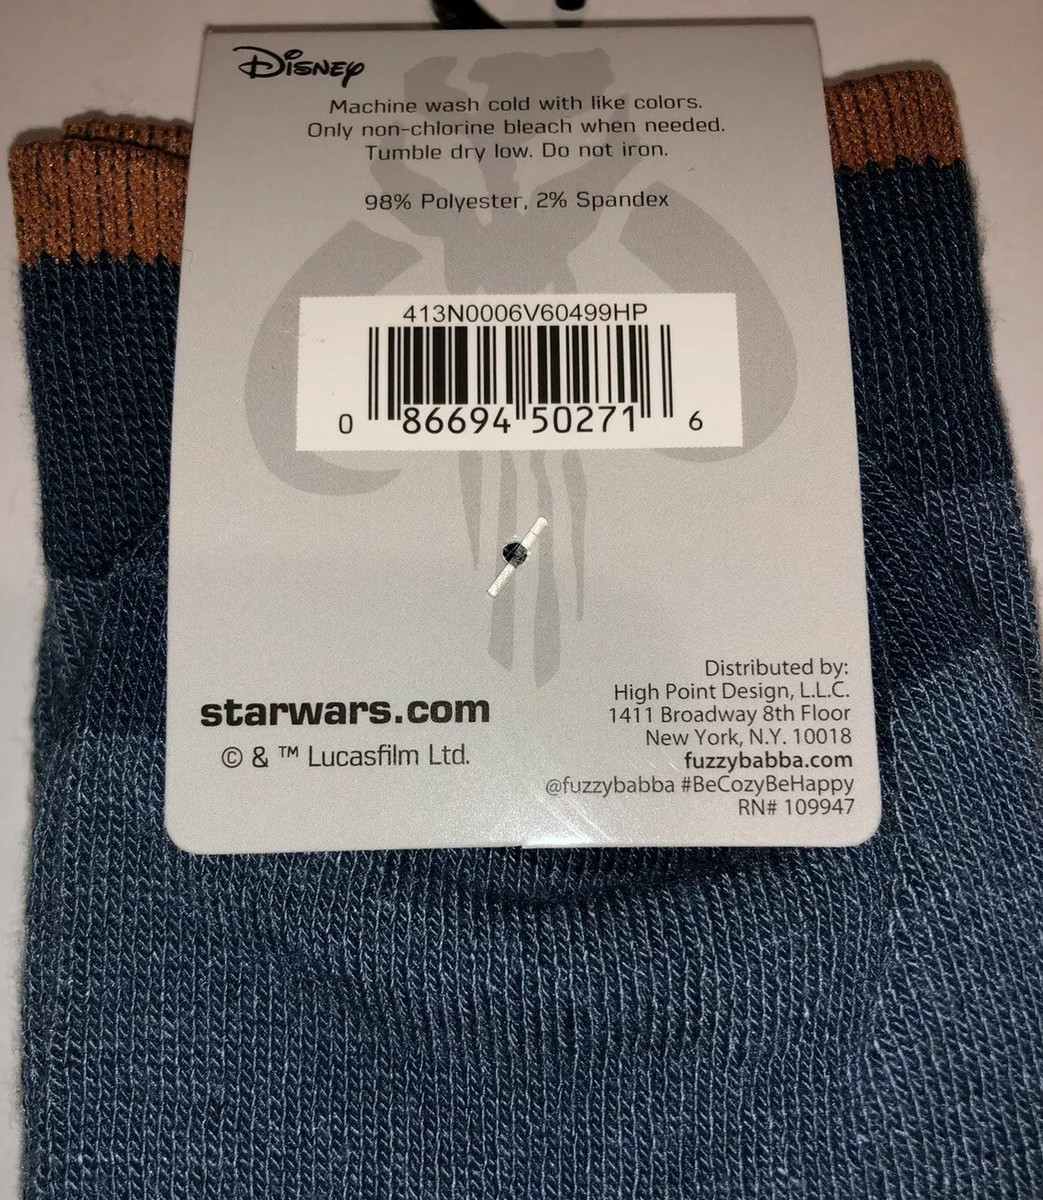 Disney
Machine wash cold with like colors.
Only non-chlorine bleach when needed.
Tumble dry low. Do not iron.
98% Polyester, 2% Spandex
413N0006V60499HP
0 86694 50271 6
starwars.com
© & ™ Lucasfilm Ltd.
Distributed by:
High Point Design, L.L.C.
1411 Broadway 8th Floor
New York, N.Y. 10018
fuzzybabba.com
@fuzzybabba #BeCozyBeHappy
RN# 109947